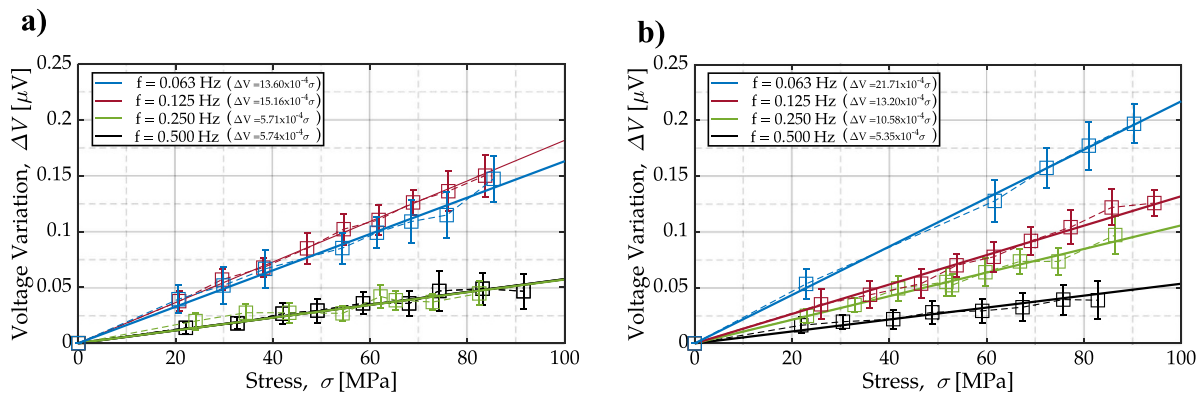 a)
0.25
0.2
0.15
0.1
0.05
0
Voltage Variation, ΔV [µV]
f = 0.063 Hz (ΔV =13.60x10⁻⁴σ)
f = 0.125 Hz (ΔV =15.16x10⁻⁴σ)
f = 0.250 Hz (ΔV =5.71x10⁻⁴σ)
f = 0.500 Hz (ΔV =5.74x10⁻⁴σ)
0 20 40 60 80 100
Stress, σ [MPa]
b)
0.25
0.2
0.15
0.1
0.05
0
Voltage Variation, ΔV [µV]
f = 0.063 Hz (ΔV =21.71x10⁻⁴σ)
f = 0.125 Hz (ΔV =13.20x10⁻⁴σ)
f = 0.250 Hz (ΔV =10.58x10⁻⁴σ)
f = 0.500 Hz (ΔV =5.35x10⁻⁴σ)
0 20 40 60 80 100
Stress, σ [MPa]